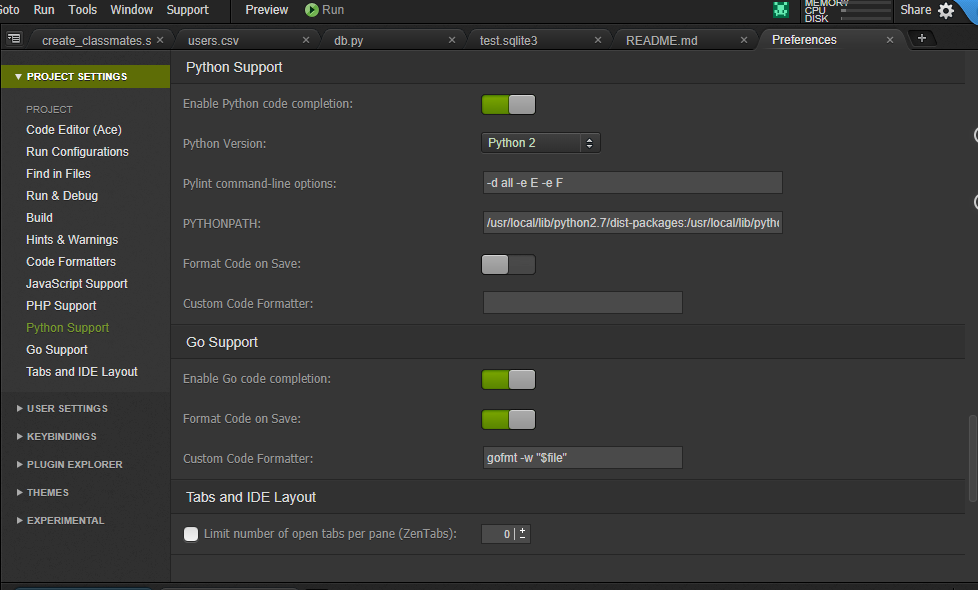 Goto Run Tools Window Support Preview Run MEMORY CPU DISK Share
create_classmates.s users.csv db.py test.sqlite3 README.md Preferences
PROJECT SETTINGS
PROJECT
Code Editor (Ace)
Run Configurations
Find in Files
Run & Debug
Build
Hints & Warnings
Code Formatters
JavaScript Support
PHP Support
Python Support
Go Support
Tabs and IDE Layout
USER SETTINGS
KEYBINDINGS
PLUGIN EXPLORER
THEMES
EXPERIMENTAL
Python Support
Enable Python code completion:
Python Version: Python 2
Pylint command-line options: -d all -e E -e F
PYTHONPATH: /usr/local/lib/python2.7/dist-packages:/usr/local/lib/pytho
Format Code on Save:
Custom Code Formatter:
Go Support
Enable Go code completion:
Format Code on Save:
Custom Code Formatter: gofmt -w "$file"
Tabs and IDE Layout
Limit number of open tabs per pane (ZenTabs): 0